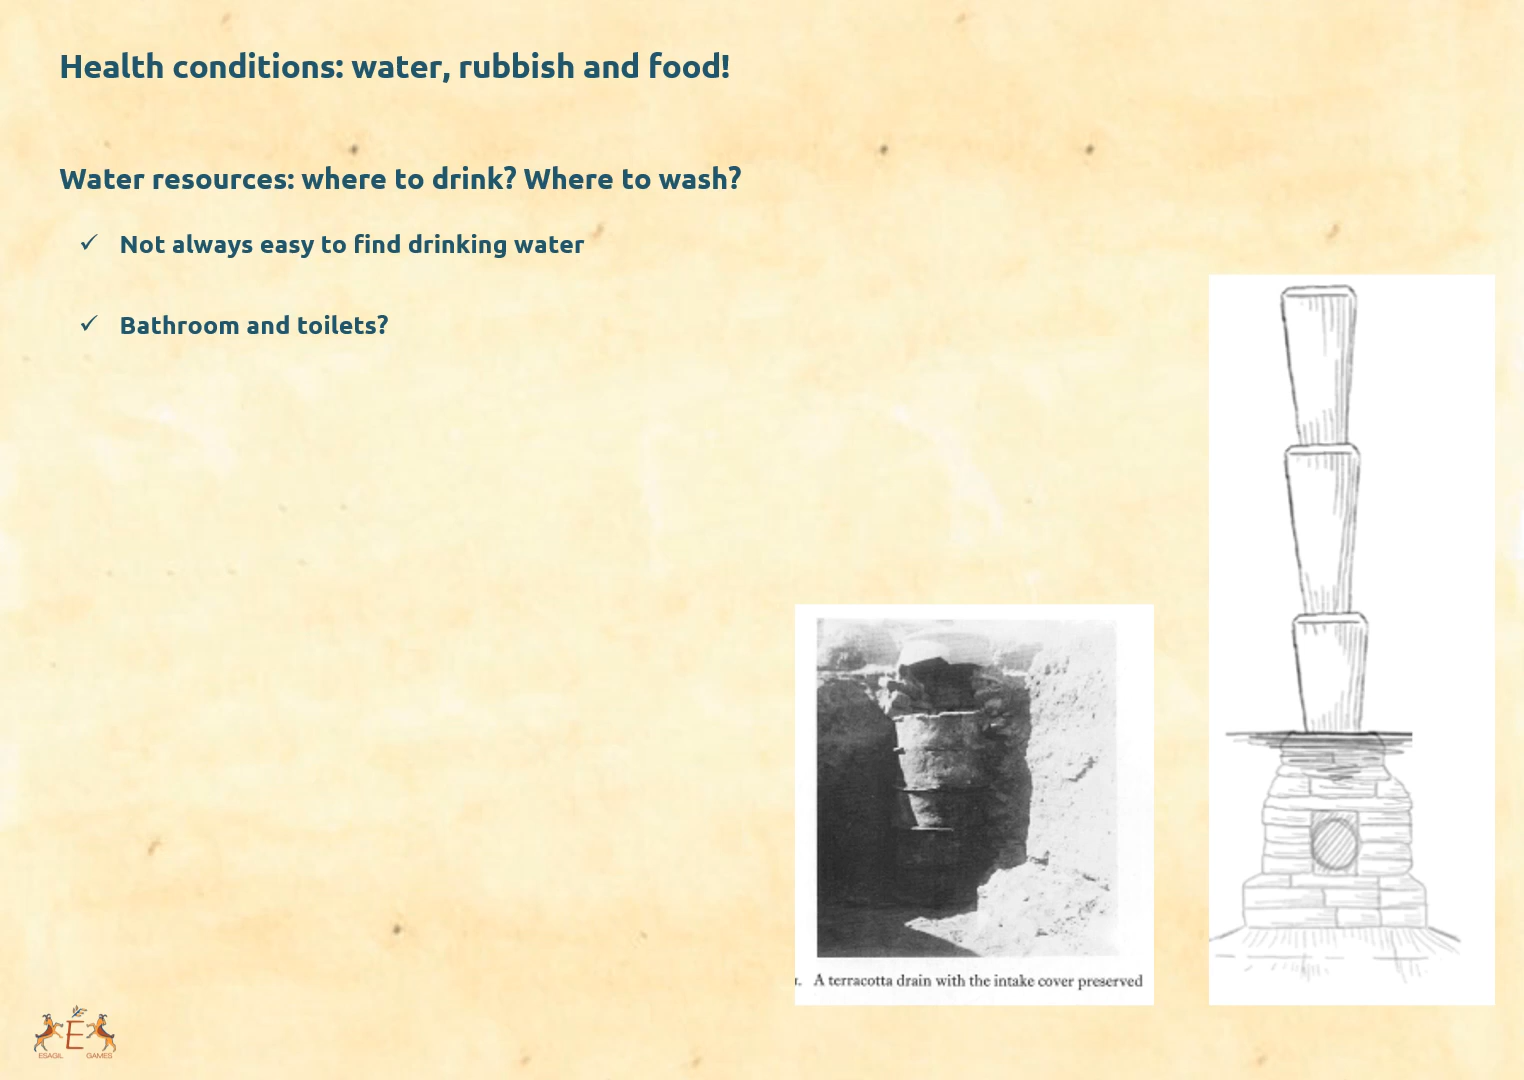 Health conditions: water, rubbish and food!
Water resources: where to drink? Where to wash?
✓ Not always easy to find drinking water
✓ Bathroom and toilets?
A terracotta drain with the intake cover preserved
E
ESAGIL GAMES